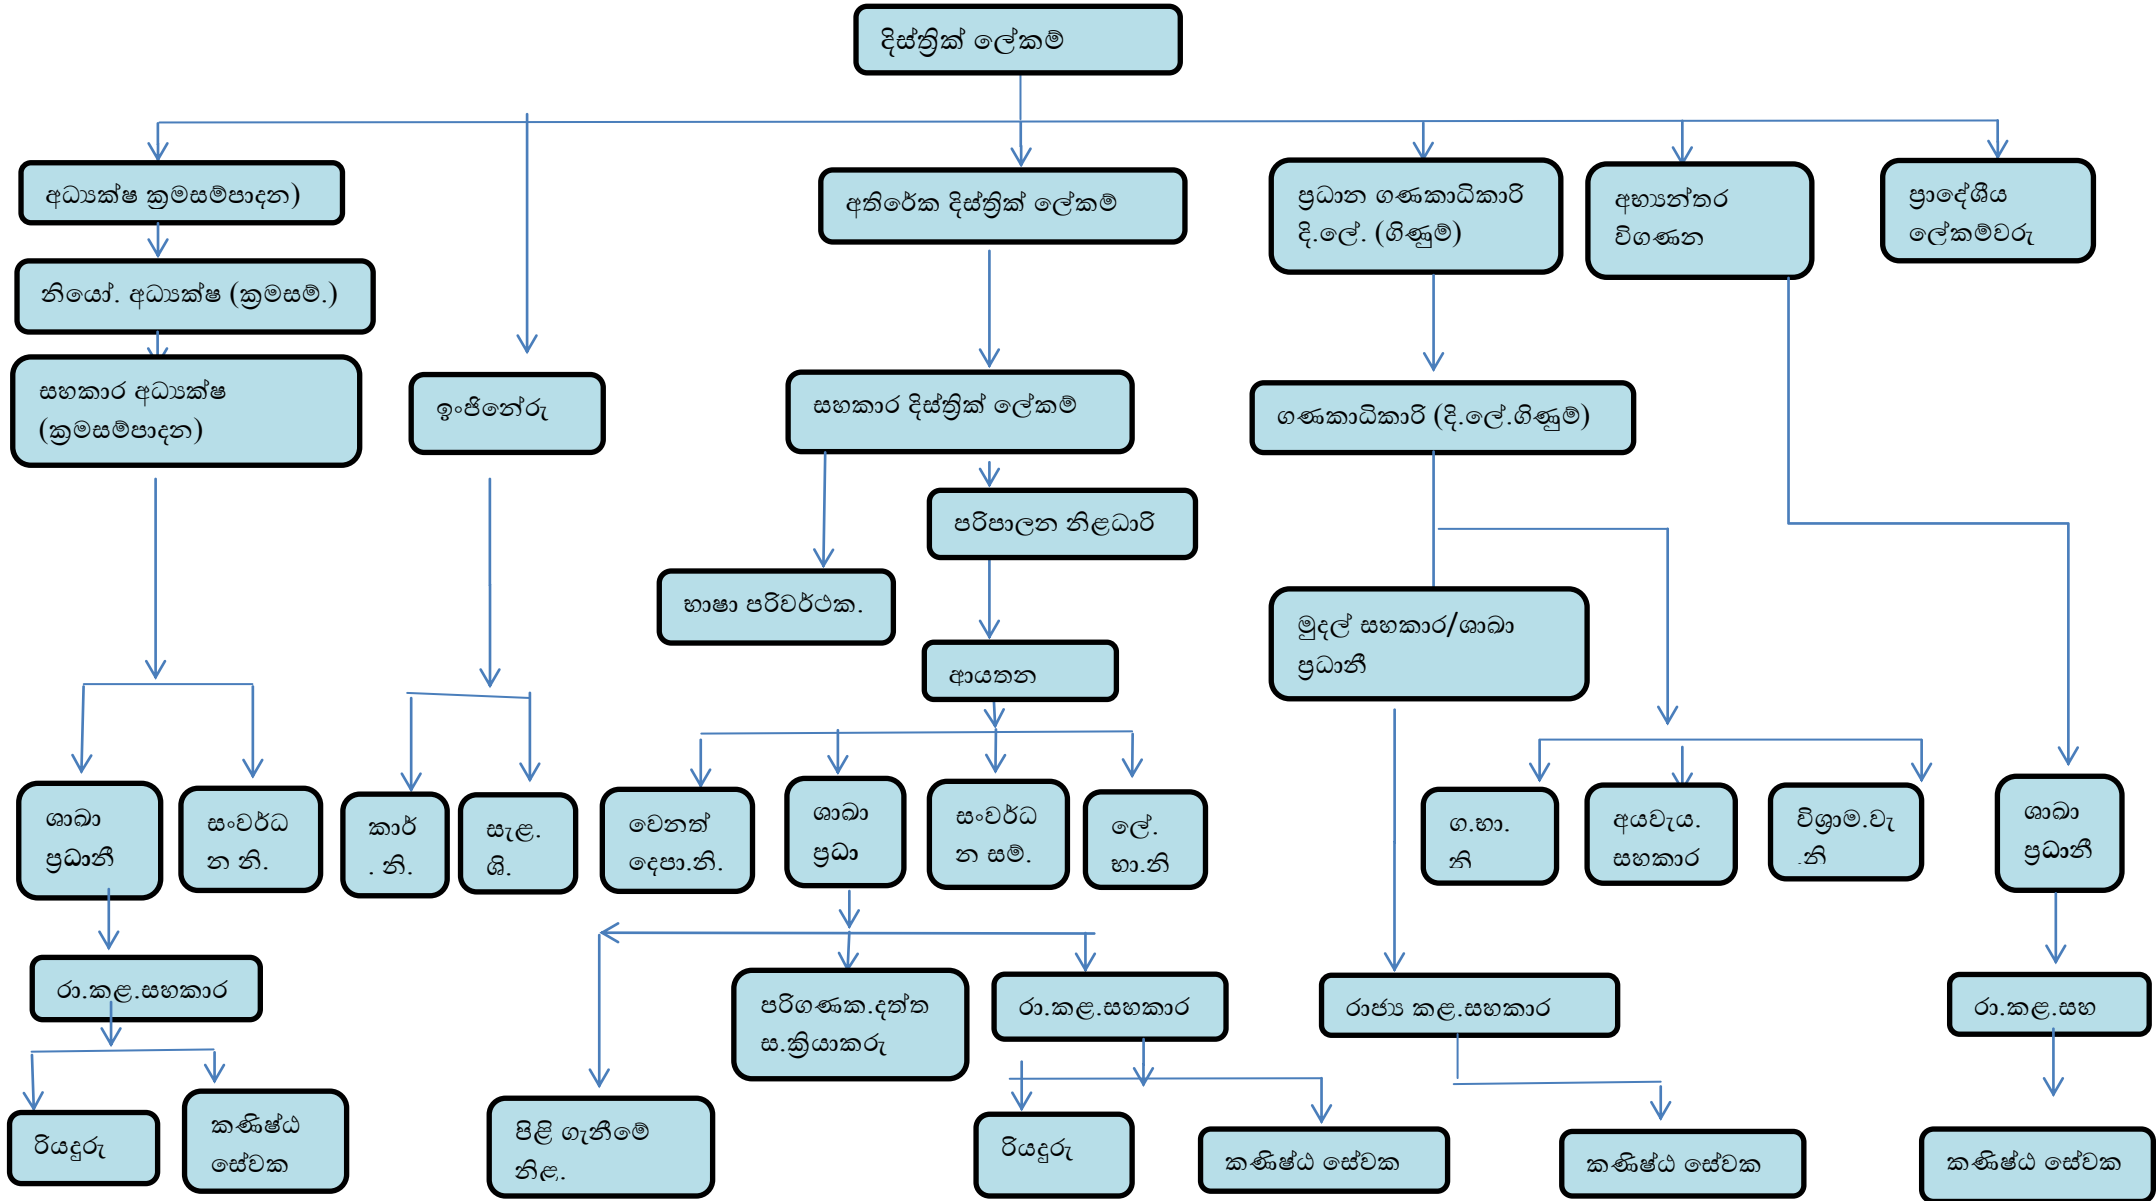 දිස්ත්‍රික් ලේකම්
අධ්‍යක්ෂ ක්‍රමසම්පාදන)
අතිරේක දිස්ත්‍රික් ලේකම්
ප්‍රධාන ගණකාධිකාරි
දි.ලේ. (ගිණුම්)
අභ්‍යන්තර
විගණන
ප්‍රාදේශීය
ලේකම්වරු
නියෝ. අධ්‍යක්ෂ (ක්‍රමසම්.)
සහකාර අධ්‍යක්ෂ
(ක්‍රමසම්පාදන)
ඉංජිනේරු
සහකාර දිස්ත්‍රික් ලේකම්
ගණකාධිකාරි (දි.ලේ.ගිණුම්)
පරිපාලන නිළධාරි
භාෂා පරිවර්ථක.
ආයතන
මුදල් සහකාර/ශාඛා
ප්‍රධානී
ශාඛා
ප්‍රධානී
සංවර්ධ
න නි.
කාර්
. නි.
සැළ.
ශි.
වෙනත්
දෙපා.නි.
ශාඛා
ප්‍රධා
සංවර්ධ
න සම්.
ලේ.
භා.නි
ග.භා.
නි
අයවැය.
සහකාර
විශ්‍රාම.වැ
.නි
ශාඛා
ප්‍රධානී
රා.කළ.සහකාර
පරිගණක.දත්ත
ස.ක්‍රියාකරු
රා.කළ.සහකාර
රාජ්‍ය කළ.සහකාර
රා.කළ.සහ
රියදුරු
කණිෂ්ඨ
සේවක
පිළි ගැනීමේ
නිළ.
රියදුරු
කණිෂ්ඨ සේවක
කණිෂ්ඨ සේවක
කණිෂ්ඨ සේවක